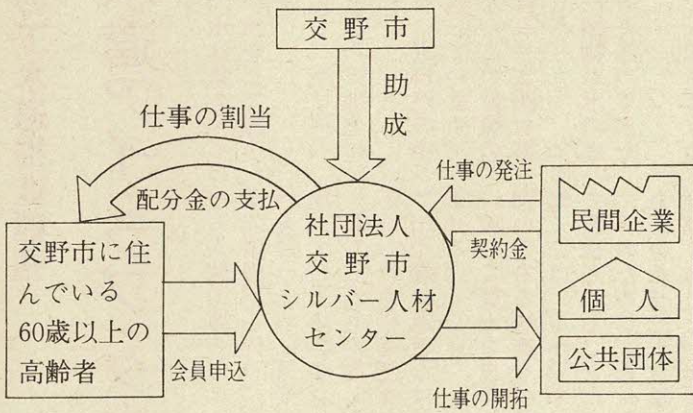 交野市
助成
仕事の割当
配分金の支払
仕事の発注
契約金
社団法人
交野市
シルバー人材
センター
民間企業
個人
公共団体
交野市に住
んでいる
60歳以上の
高齢者
会員申込
仕事の開拓